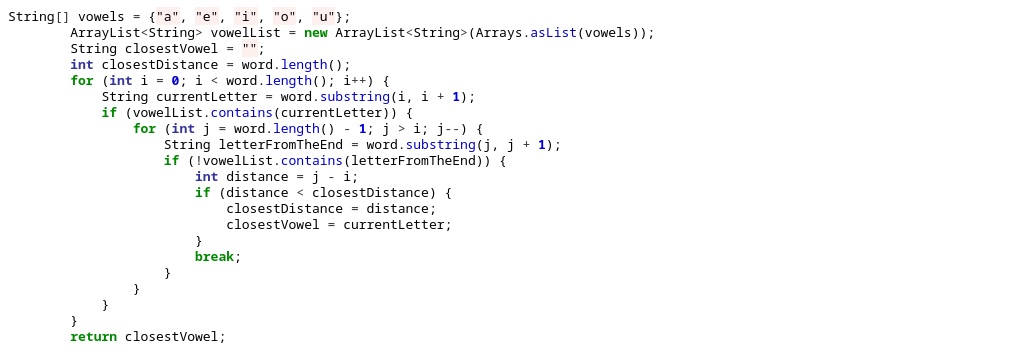 String[] vowels = {"a", "e", "i", "o", "u"};
        ArrayList<String> vowelList = new ArrayList<String>(Arrays.asList(vowels));
        String closestVowel = "";
        int closestDistance = word.length();
        for (int i = 0; i < word.length(); i++) {
            String currentLetter = word.substring(i, i + 1);
            if (vowelList.contains(currentLetter)) {
                for (int j = word.length() - 1; j > i; j--) {
                    String letterFromTheEnd = word.substring(j, j + 1);
                    if (!vowelList.contains(letterFromTheEnd)) {
                        int distance = j - i;
                        if (distance < closestDistance) {
                            closestDistance = distance;
                            closestVowel = currentLetter;
                        }
                        break;
                    }
                }
            }
        }
        return closestVowel;